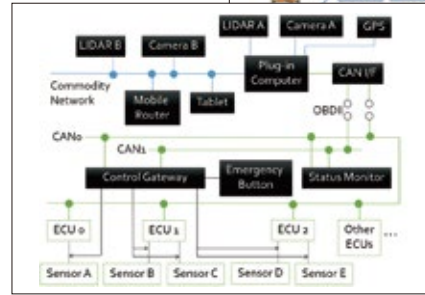 LIDAR A Camera A GPS
LIDAR B Camera B
Plug-in
Computer
CAN I/F
Commodity
Network
Mobile
Router
Tablet
OBDII
CAN0
CAN1
Control Gateway
Emergency
Button
Status Monitor
ECU 0 ECU 1 ECU 2 Other
ECUs ...
Sensor A Sensor B Sensor C Sensor D Sensor E